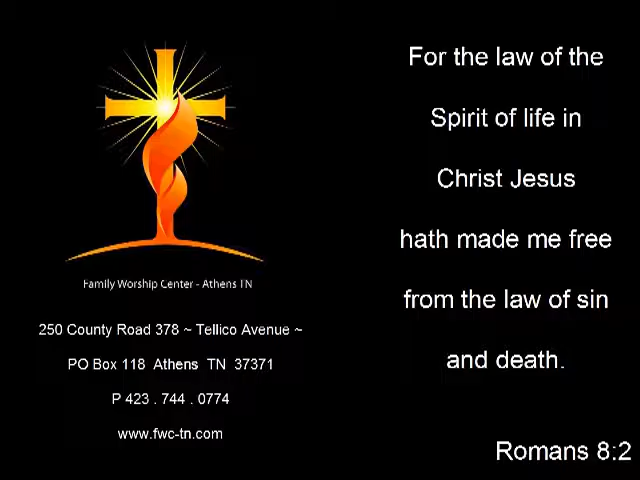 Family Worship Center - Athens TN
250 County Road 378 ~ Tellico Avenue ~
PO Box 118 Athens TN 37371
P 423 . 744 . 0774
www.fwc-tn.com
For the law of the
Spirit of life in
Christ Jesus
hath made me free
from the law of sin
and death.
Romans 8:2